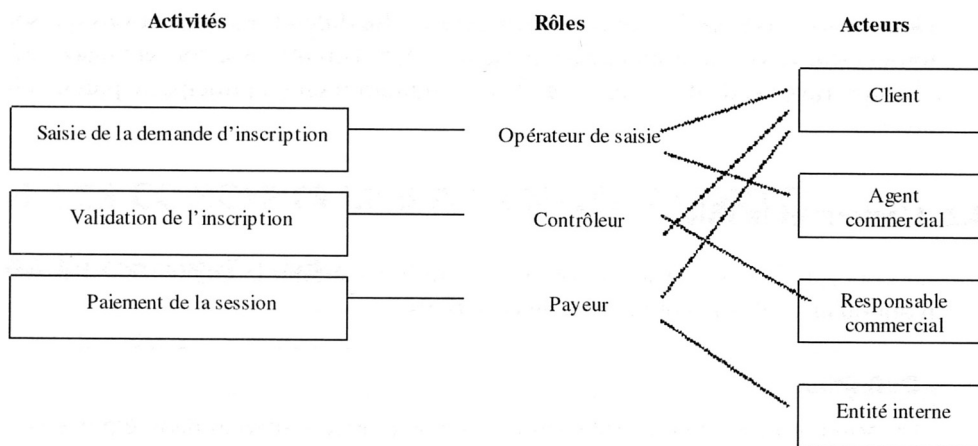 Activités
Rôles
Acteurs
Saisie de la demande d'inscription
Opérateur de saisie
Client
Validation de l'inscription
Contrôleur
Agent
commercial
Paiement de la session
Payeur
Responsable
commercial
Entité interne